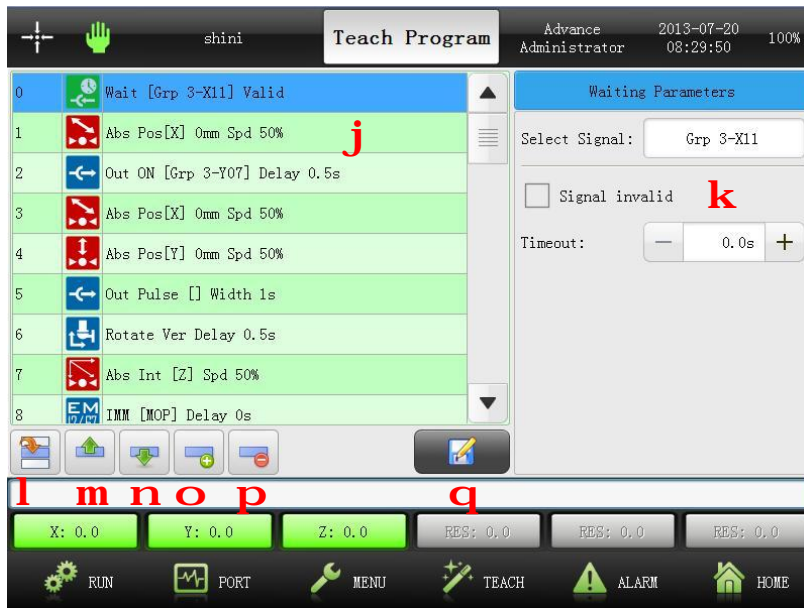 shini Teach Program Advance Administrator 2013-07-20 08:29:50 100%
0 Wait [Grp 3-X11] Valid
1 Abs Pos[X] 0mm Spd 50%
j
2 Out ON [Grp 3-Y07] Delay 0.5s
3 Abs Pos[X] 0mm Spd 50%
4 Abs Pos[Y] 0mm Spd 50%
5 Out Pulse [] Width 1s
6 Rotate Ver Delay 0.5s
7 Abs Int [Z] Spd 50%
8 EM IMM [MOP] Delay 0s
Waiting Parameters
Select Signal: Grp 3-X11
Signal invalid k
Timeout: − 0.0s +
l m n o p q
X: 0.0 Y: 0.0 Z: 0.0 RES: 0.0 RES: 0.0 RES: 0.0
RUN PORT MENU TEACH ALARM HOME